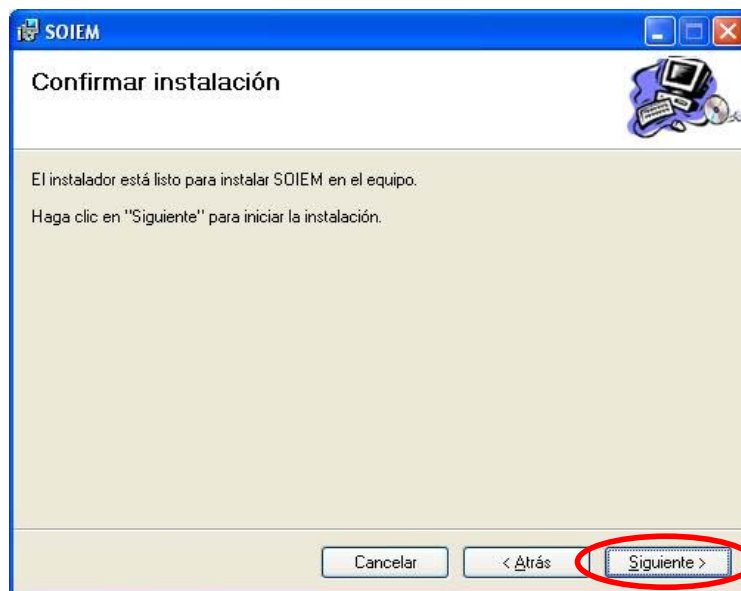 SOIEM
Confirmar instalación
El instalador está listo para instalar SOIEM en el equipo.
Haga clic en "Siguiente" para iniciar la instalación.
Cancelar
< Atrás
Siguiente >